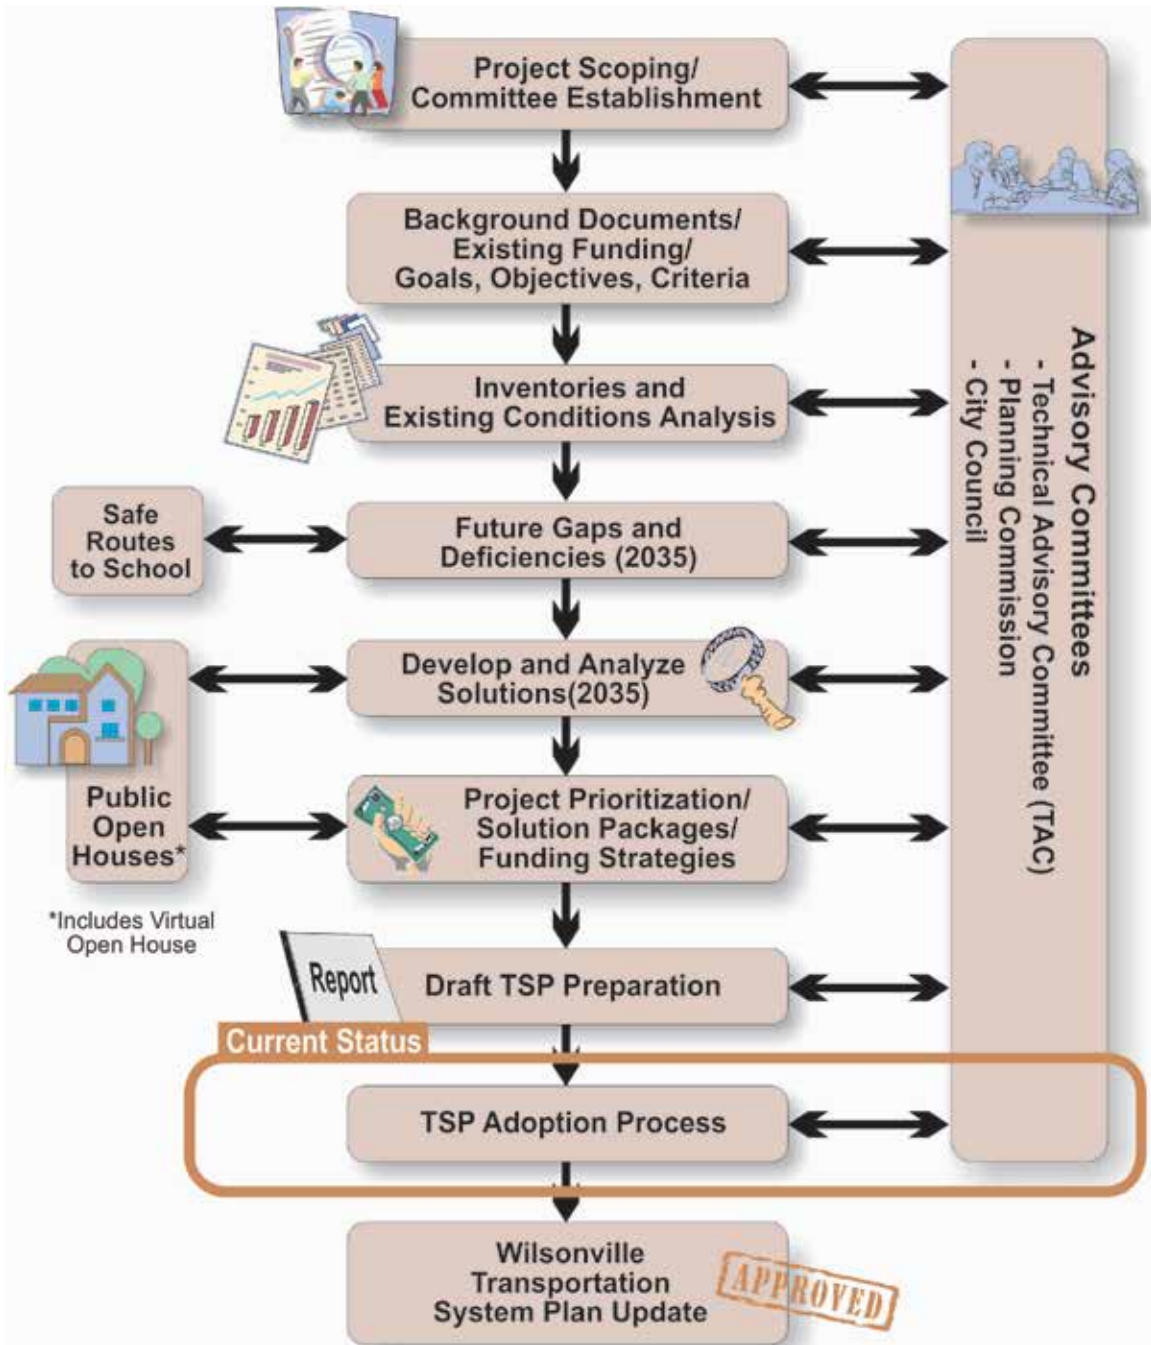 Project Scoping/
Committee Establishment
Background Documents/
Existing Funding/
Goals, Objectives, Criteria
Inventories and
Existing Conditions Analysis
Safe
Routes
to School
Future Gaps and
Deficiencies (2035)
Develop and Analyze
Solutions(2035)
Public
Open
Houses*
*Includes Virtual
Open House
Project Prioritization/
Solution Packages/
Funding Strategies
Report
Draft TSP Preparation
Current Status
TSP Adoption Process
Wilsonville
Transportation
System Plan Update
APPROVED
Advisory Committees
- Technical Advisory Committee (TAC)
- Planning Commission
- City Council